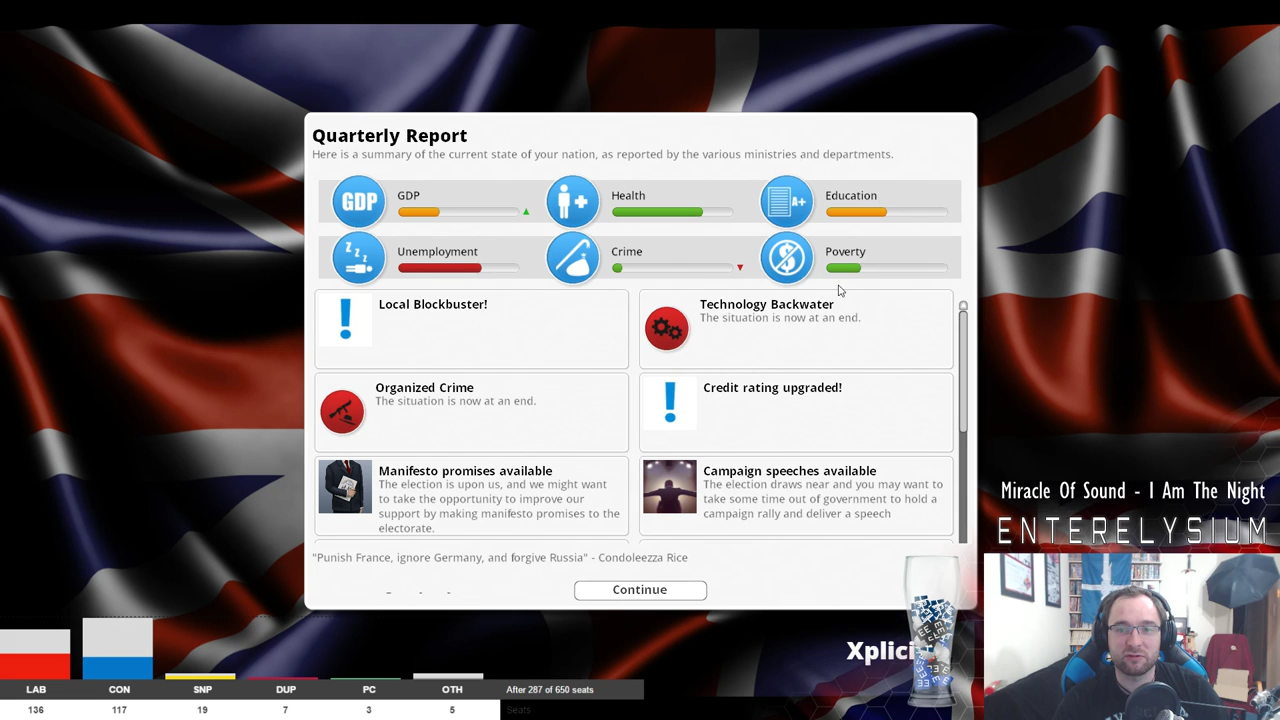 Quarterly Report
Here is a summary of the current state of your nation, as reported by the various ministries and departments.
GDP
GDP
Health
A+
Education
Unemployment
Crime
Poverty
Local Blockbuster!
Technology Backwater
The situation is now at an end.
Organized Crime
The situation is now at an end.
Credit rating upgraded!
Manifesto promises available
The election is upon us, and we might want
to take the opportunity to improve our
support by making manifesto promises to the
electorate.
Campaign speeches available
The election draws near and you may want to
take some time out of government to hold a
campaign rally and deliver a speech
"Punish France, ignore Germany, and forgive Russia" - Condoleezza Rice
Continue
Miracle Of Sound - I Am The Night
ENTERELYSIUM
Xplici
LAB CON SNP DUP PC OTH After 287 of 650 seats
136 117 19 7 3 5 Seats